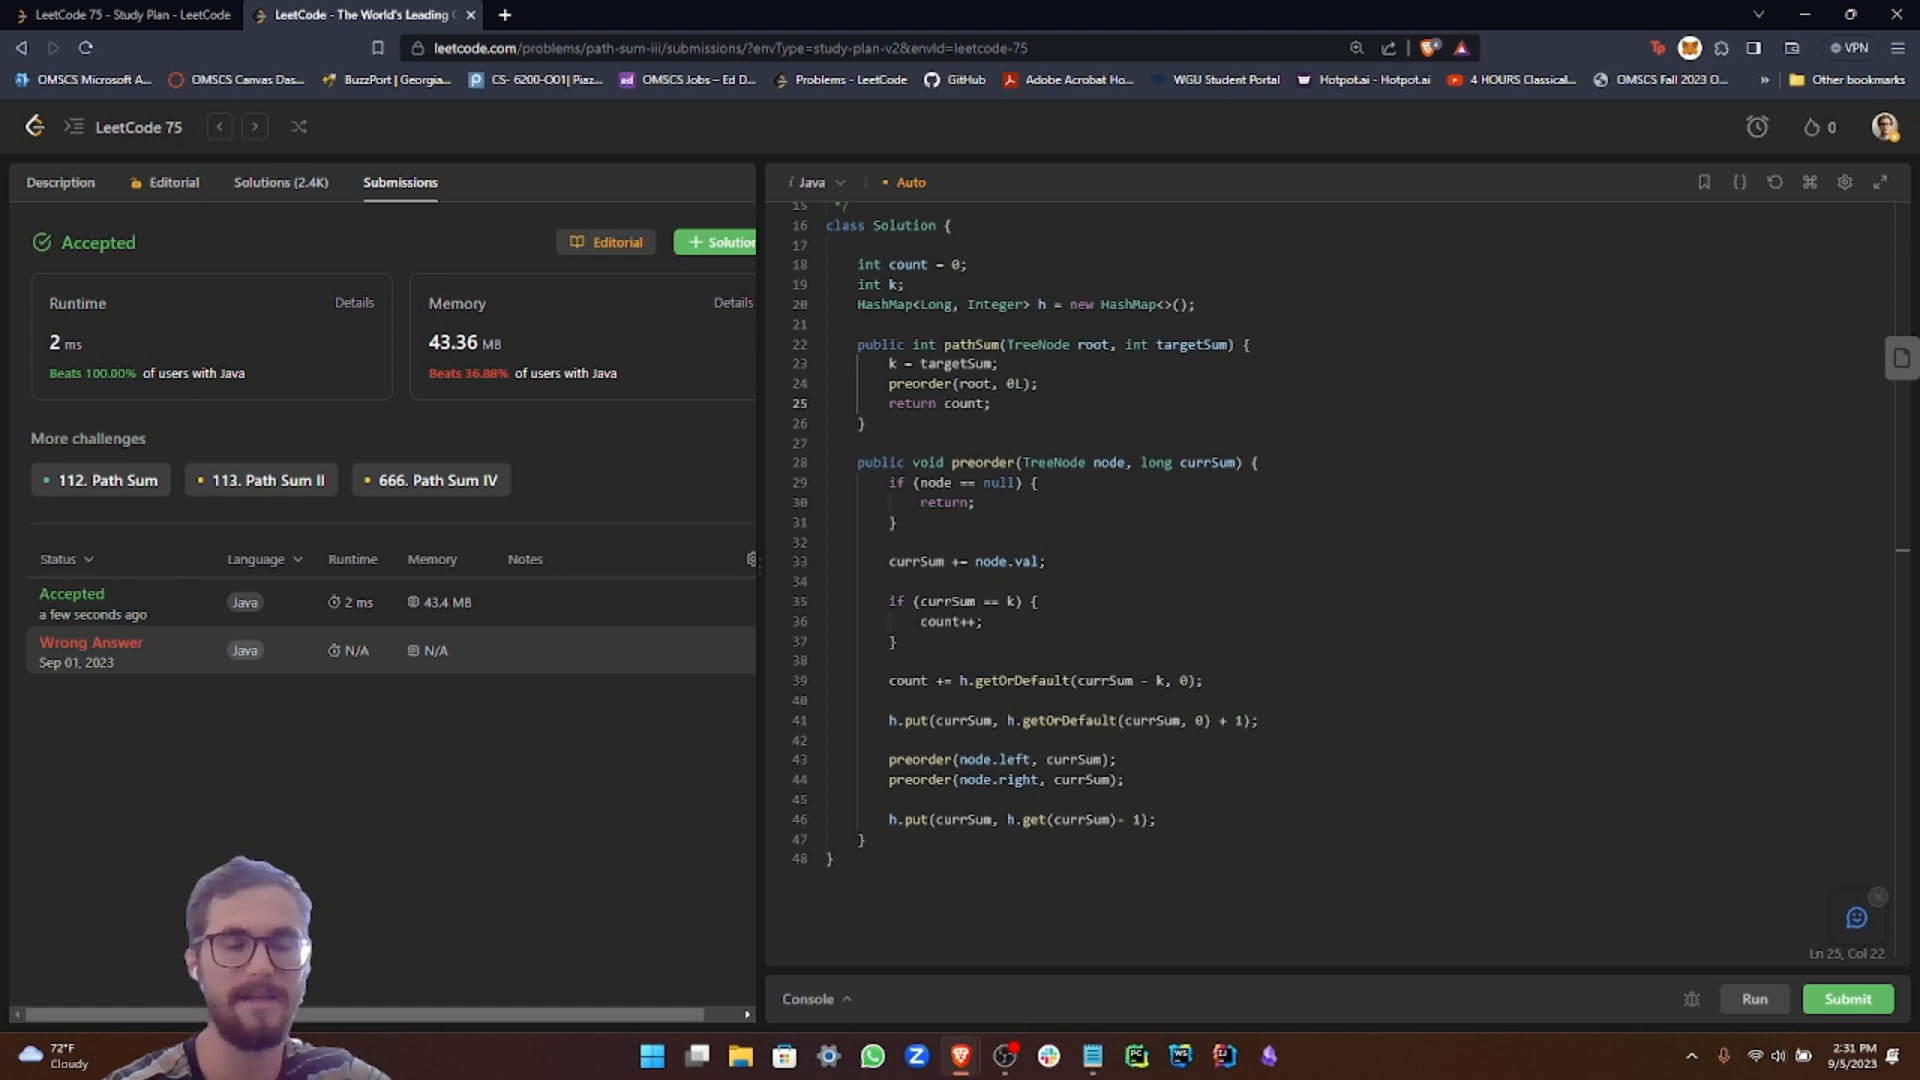 LeetCode 75 - Study Plan - LeetCode
LeetCode - The World's Leading
leetcode.com/problems/path-sum-iii/submissions/?envType=study-plan-v2&envId=leetcode-75
VPN
OMSCS Microsoft A...
OMSCS Canvas Das...
BuzzPort | Georgia...
CS- 6200-O01| Piaz...
ed OMSCS Jobs – Ed D...
Problems - LeetCode
GitHub
Adobe Acrobat Ho...
WGU Student Portal
Hotpot.ai - Hotpot.ai
4 HOURS Classical...
OMSCS Fall 2023 O...
Other bookmarks
LeetCode 75
0
Description
Editorial
Solutions (2.4K)
Submissions
Java
Auto
Accepted
Editorial
Solution
Runtime
Details
2 ms
Beats 100.00% of users with Java
Memory
Details
43.36 MB
Beats 36.88% of users with Java
More challenges
112. Path Sum
113. Path Sum II
666. Path Sum IV
Status
Language
Runtime
Memory
Notes
Accepted
a few seconds ago
Java
2 ms
43.4 MB
Wrong Answer
Sep 01, 2023
Java
N/A
N/A
15 */
16 class Solution {
17
18 int count = 0;
19 int k;
20 HashMap<Long, Integer> h = new HashMap<>();
21
22 public int pathSum(TreeNode root, int targetSum) {
23 k = targetSum;
24 preorder(root, 0L);
25 return count;
26 }
27
28 public void preorder(TreeNode node, long currSum) {
29 if (node == null) {
30 return;
31 }
32
33 currSum += node.val;
34
35 if (currSum == k) {
36 count++;
37 }
38
39 count += h.getOrDefault(currSum - k, 0);
40
41 h.put(currSum, h.getOrDefault(currSum, 0) + 1);
42
43 preorder(node.left, currSum);
44 preorder(node.right, currSum);
45
46 h.put(currSum, h.get(currSum)- 1);
47 }
48 }
Ln 25, Col 22
Console
Run
Submit
72°F
Cloudy
2:31 PM
9/5/2023